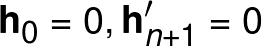 𝐡₀ = 0, 𝐡′ₙ₊₁ = 0